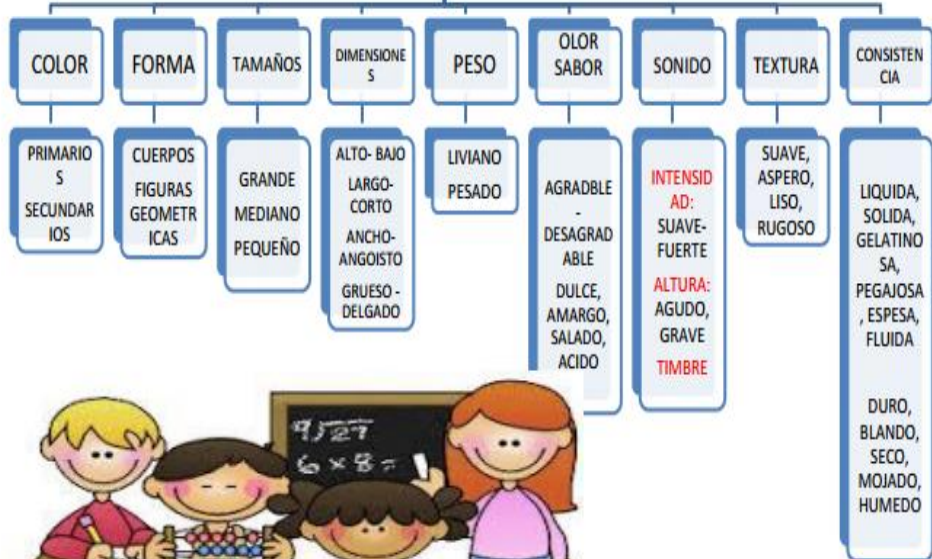 COLOR
FORMA
TAMAÑOS
DIMENSIONE
S
PESO
OLOR
SABOR
SONIDO
TEXTURA
CONSISTEN
CIA
PRIMARIO
S
SECUNDAR
IOS
CUERPOS
FIGURAS
GEOMETR
ICAS
GRANDE
MEDIANO
PEQUEÑO
ALTO- BAJO
LARGO-
CORTO
ANCHO-
ANGOISTO
GRUESO -
DELGADO
LIVIANO
PESADO
AGRADBLE
-
DESAGRAD
ABLE
DULCE,
AMARGO,
SALADO,
ACIDO
INTENSID
AD:
SUAVE-
FUERTE
ALTURA:
AGUDO,
GRAVE
TIMBRE
SUAVE,
ASPERO,
LISO,
RUGOSO
LIQUIDA,
SOLIDA,
GELATINO
SA,
PEGAJOSA
, ESPESA,
FLUIDA
DURO,
BLANDO,
SECO,
MOJADO,
HUMEDO
9)27
6 x 8 =